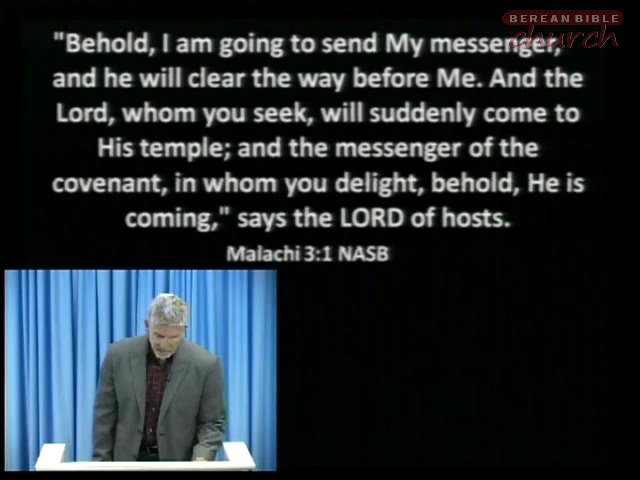 BEREAN BIBLE
church
"Behold, I am going to send My messenger,
and he will clear the way before Me. And the
Lord, whom you seek, will suddenly come to
His temple; and the messenger of the
covenant, in whom you delight, behold, He is
coming," says the LORD of hosts.
Malachi 3:1 NASB